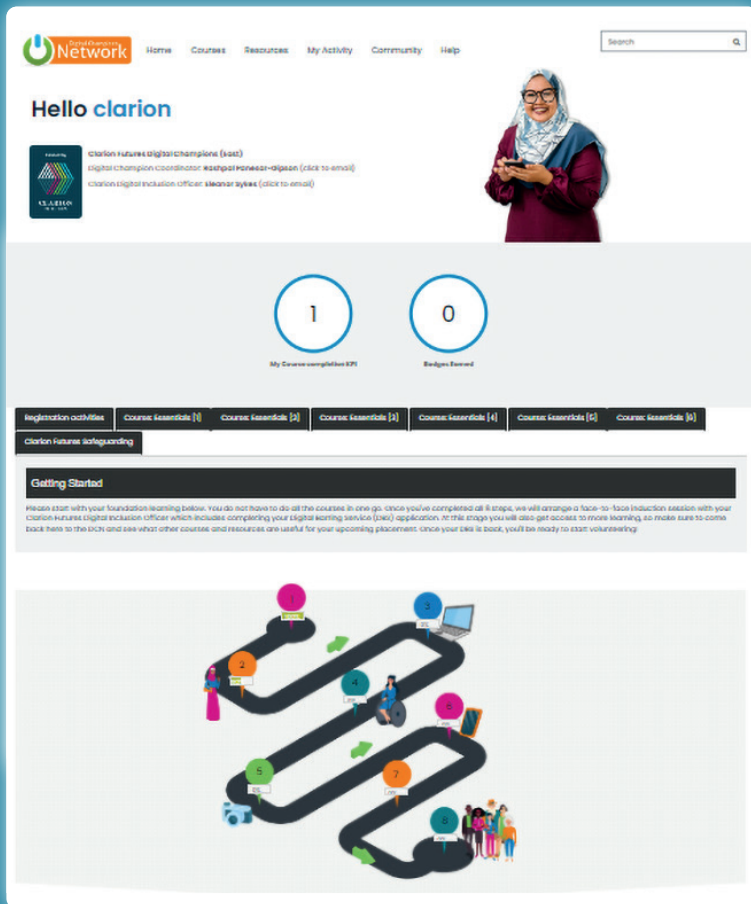 Digital Champions
Network
Home Courses Resources My Activity Community Help
Search
Hello clarion
Clarion Futures Digital Champions (East)
Digital Champion Coordinator: Rashpal Panesar-Gipson (click to email)
Clarion Digital Inclusion Officer: Eleanor Sykes (click to email)
CLARION
1
0
My Course completion KPI
Badges Earned
Registration activities Course: Essentials [1] Course: Essentials [2] Course: Essentials [3] Course: Essentials [4] Course: Essentials [5] Course: Essentials [6]
Clarion Futures Safeguarding
Getting Started
Please start with your foundation learning below. You do not have to do all the courses in one go. Once you've completed all 8 steps, we will arrange a face-to-face induction session with your
Clarion Futures Digital Inclusion Officer which includes completing your Digital Barring Service (DBS) application. At this stage you will also get access to more learning, so make sure to come
back here to the DCN and see what other courses and resources are useful for your upcoming placement. Once your DBS is back, you'll be ready to start volunteering!
1
3
2
4
6
5
7
8